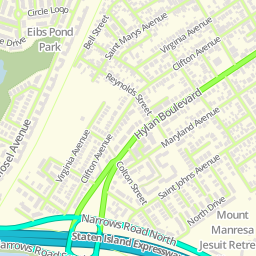 Circle Loop
Eibs Pond
Park
Bell Street
Saint Marys Avenue
Virginia Avenue
Clifton Avenue
Reynolds Street
Hylan Boulevard
Maryland Avenue
Virginia Avenue
Clifton Avenue
Colton Street
Saint Johns Avenue
North Drive
Mount
Manresa
Jesuit Retre
Narrows Road North
Staten Island Expressway
Narrows Road